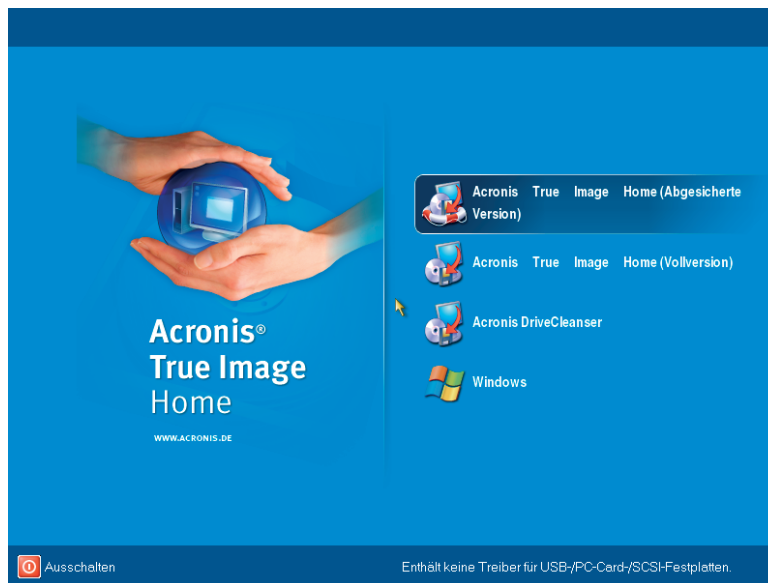 Acronis®
True Image
Home
WWW.ACRONIS.DE
Acronis True Image Home (Abgesicherte
Version)
Acronis True Image Home (Vollversion)
Acronis DriveCleanser
Windows
Ausschalten
Enthält keine Treiber für USB-/PC-Card-/SCSI-Festplatten.